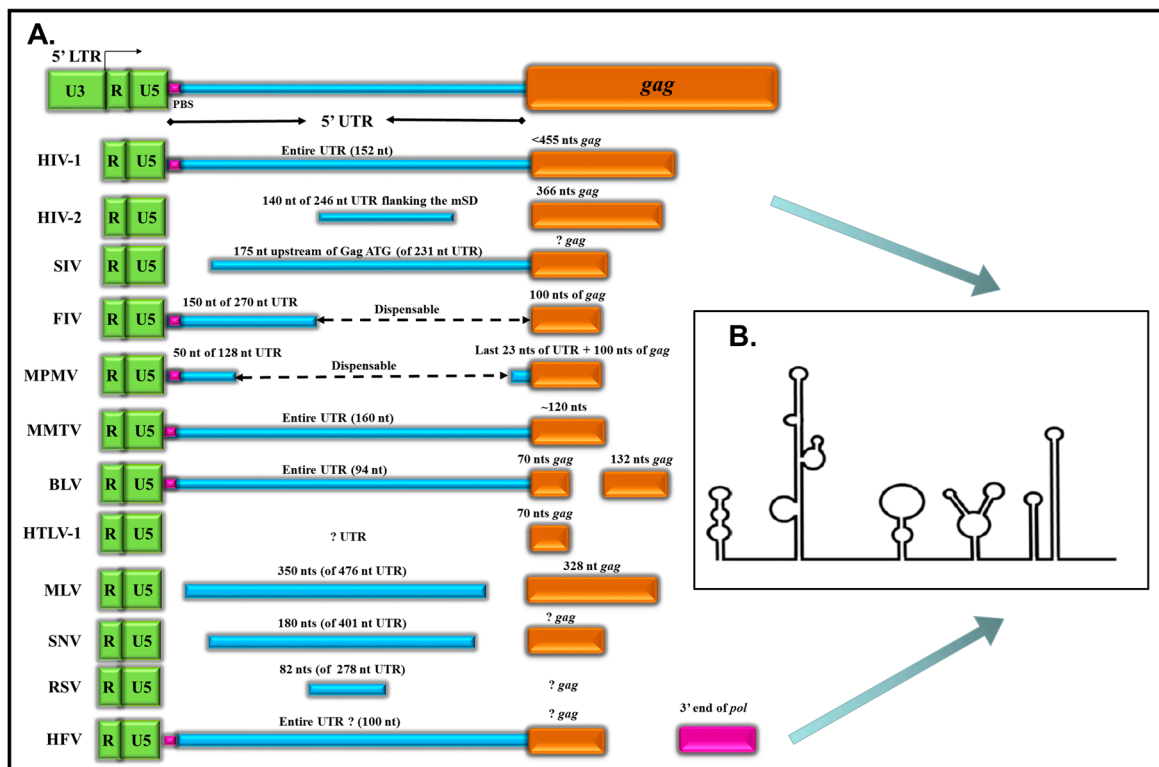 A.
5' LTR
U3 R U5 gag
PBS
5' UTR
<455 nts gag
HIV-1 R U5 Entire UTR (152 nt)
366 nts gag
HIV-2 R U5 140 nt of 246 nt UTR flanking the mSD
? gag
SIV R U5 175 nt upstream of Gag ATG (of 231 nt UTR)
150 nt of 270 nt UTR 100 nts of gag
FIV R U5 Dispensable
50 nt of 128 nt UTR Last 23 nts of UTR + 100 nts of gag
MPMV R U5 Dispensable
~120 nts
MMTV R U5 Entire UTR (160 nt)
70 nts gag 132 nts gag
BLV R U5 Entire UTR (94 nt)
70 nts gag
HTLV-1 R U5 ? UTR
350 nts (of 476 nt UTR) 328 nt gag
MLV R U5
180 nts (of 401 nt UTR) ? gag
SNV R U5
82 nts (of 278 nt UTR)
RSV R U5 ? gag
? gag 3' end of pol
HFV R U5 Entire UTR ? (100 nt)
B.